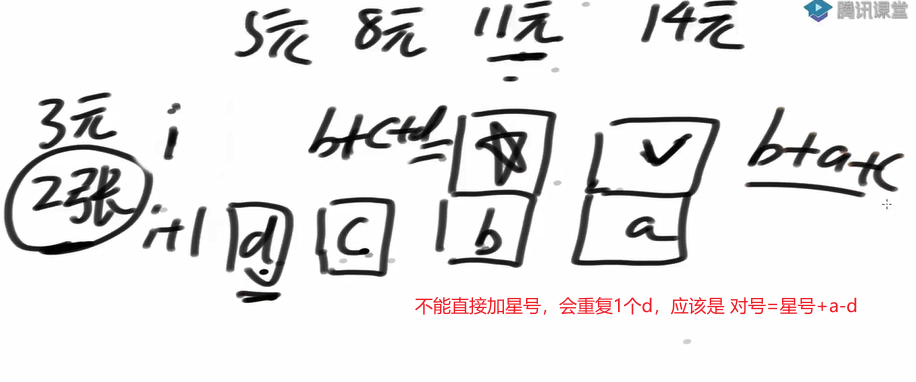 腾讯课堂
5元 8元 11元 14元
3元 i b+c+d= ☆ √ b+a+c
2张 i+1 d c b a
不能直接加星号，会重复1个d，应该是 对号=星号+a-d